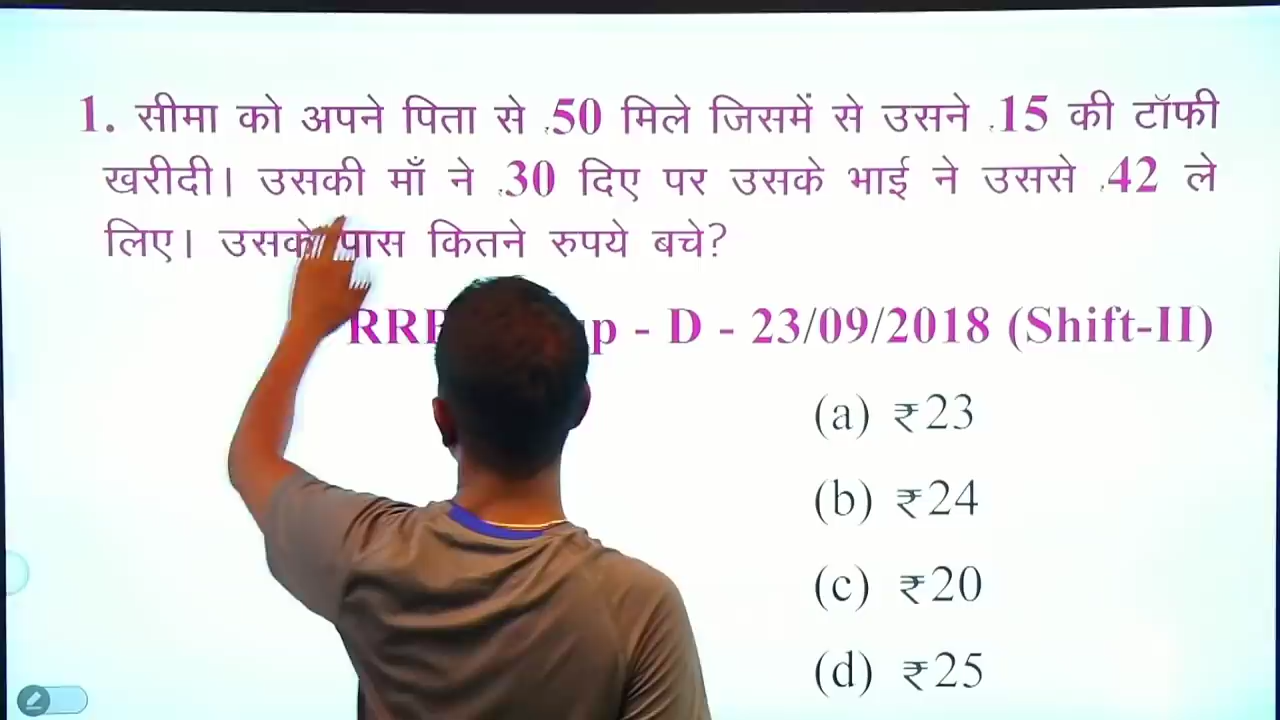 1. सीमा को अपने पिता से .50 मिले जिसमें से उसने .15 की टॉफी
खरीदी। उसकी माँ ने .30 दिए पर उसके भाई ने उससे .42 ले
लिए। उसके पास कितने रुपये बचे?
- D - 23/09/2018 (Shift-II)
(a) ₹23
(b) ₹24
(c) ₹20
(d) ₹25